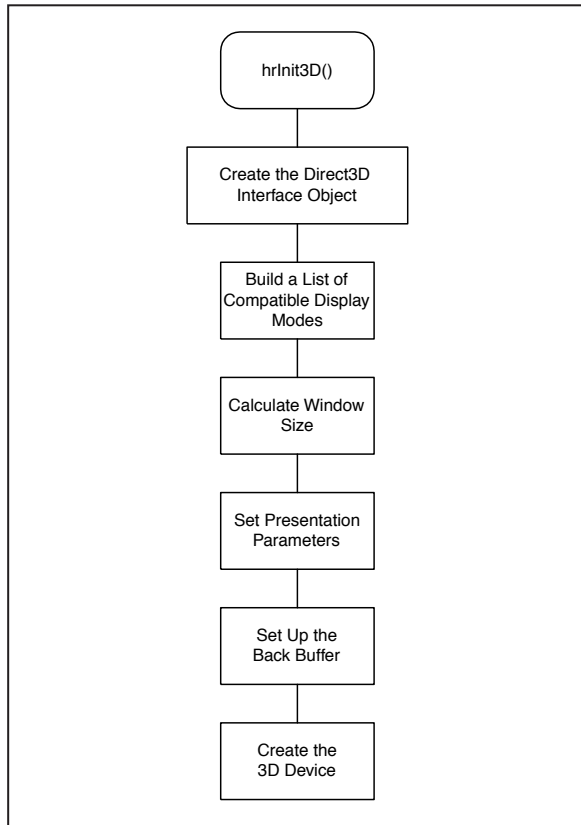 hrInit3D()
Create the Direct3D
Interface Object
Build a List of
Compatible Display
Modes
Calculate Window
Size
Set Presentation
Parameters
Set Up the
Back Buffer
Create the
3D Device